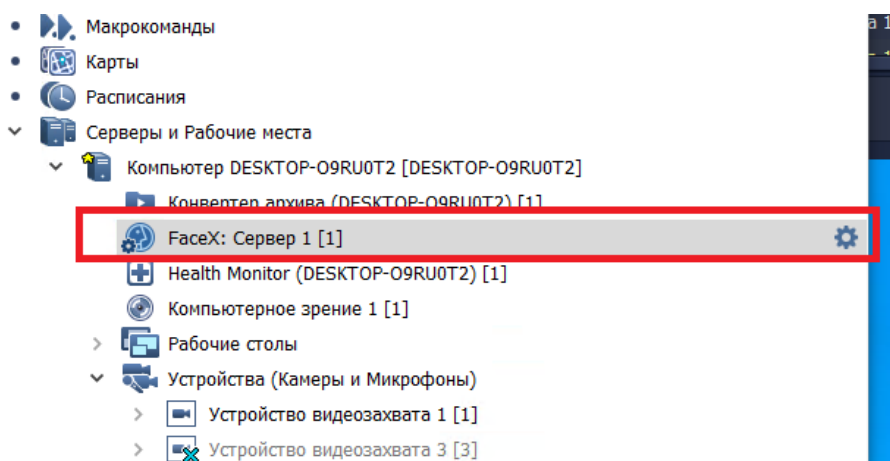 Макрокоманды
Карты
Расписания
Серверы и Рабочие места
Компьютер DESKTOP-O9RU0T2 [DESKTOP-O9RU0T2]
Конвертер архива (DESKTOP-O9RU0T2) [1]
FaceX: Сервер 1 [1]
Health Monitor (DESKTOP-O9RU0T2) [1]
Компьютерное зрение 1 [1]
Рабочие столы
Устройства (Камеры и Микрофоны)
Устройство видеозахвата 1 [1]
Устройство видеозахвата 3 [3]